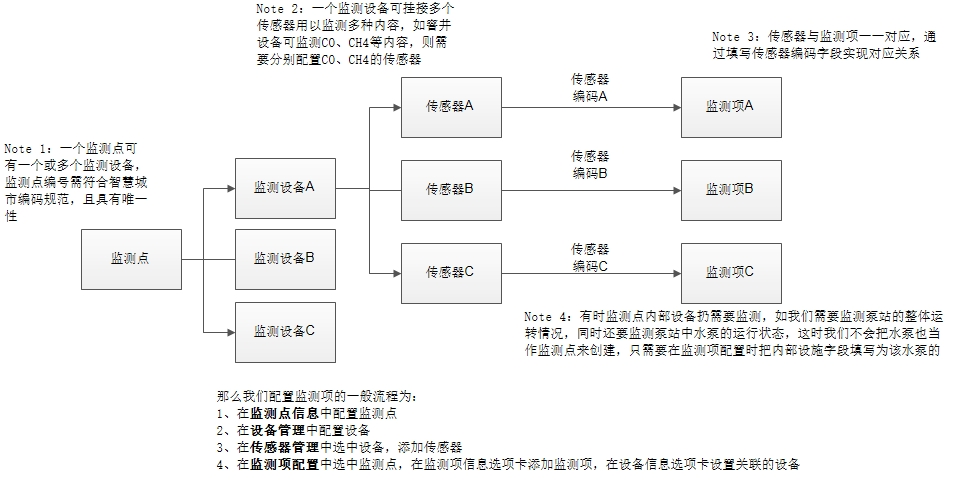 Note 2：一个监测设备可挂接多个
传感器用以监测多种内容，如窨井
设备可监测CO、CH4等内容，则需
要分别配置CO、CH4的传感器
Note 3：传感器与监测项一一对应，通
过填写传感器编码字段实现对应关系
Note 1：一个监测点可
有一个或多个监测设备，
监测点编号需符合智慧城
市编码规范，且具有唯一
性
监测点
监测设备A
监测设备B
监测设备C
传感器A
传感器B
传感器C
传感器
编码A
传感器
编码B
传感器
编码C
监测项A
监测项B
监测项C
Note 4：有时监测点内部设备扔需要监测，如我们需要监测泵站的整体运
转情况，同时还要监测泵站中水泵的运行状态，这时我们不会把水泵也当
作监测点来创建，只需要在监测项配置时把内部设施字段填写为该水泵的
那么我们配置监测项的一般流程为：
1、在监测点信息中配置监测点
2、在设备管理中配置设备
3、在传感器管理中选中设备，添加传感器
4、在监测项配置中选中监测点，在监测项信息选项卡添加监测项，在设备信息选项卡设置关联的设备